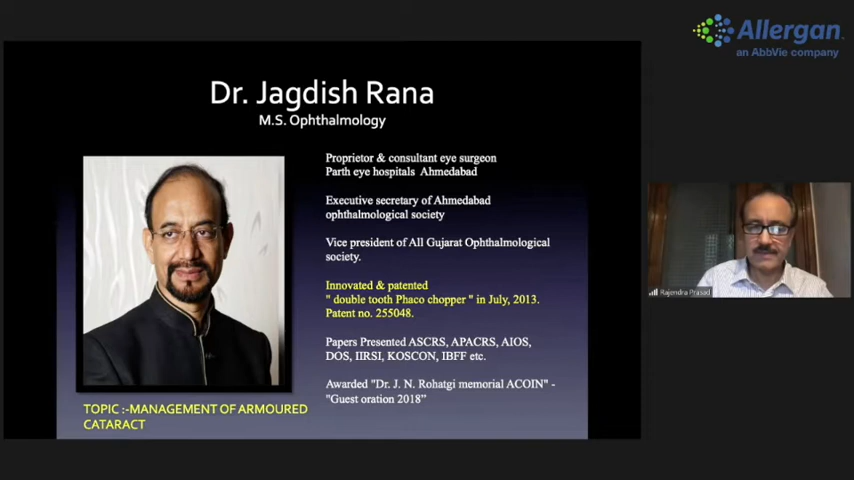 Allergan
an AbbVie company
Dr. Jagdish Rana
M.S. Ophthalmology
Proprietor & consultant eye surgeon
Parth eye hospitals Ahmedabad
Executive secretary of Ahmedabad
ophthalmological society
Vice president of All Gujarat Ophthalmological
society.
Innovated & patented
" double tooth Phaco chopper " in July, 2013.
Patent no. 255048.
Papers Presented ASCRS, APACRS, AIOS,
DOS, IIRSI, KOSCON, IBFF etc.
Awarded "Dr. J. N. Rohatgi memorial ACOIN" -
"Guest oration 2018"
TOPIC :-MANAGEMENT OF ARMOURED
CATARACT
Rajendra Prasad